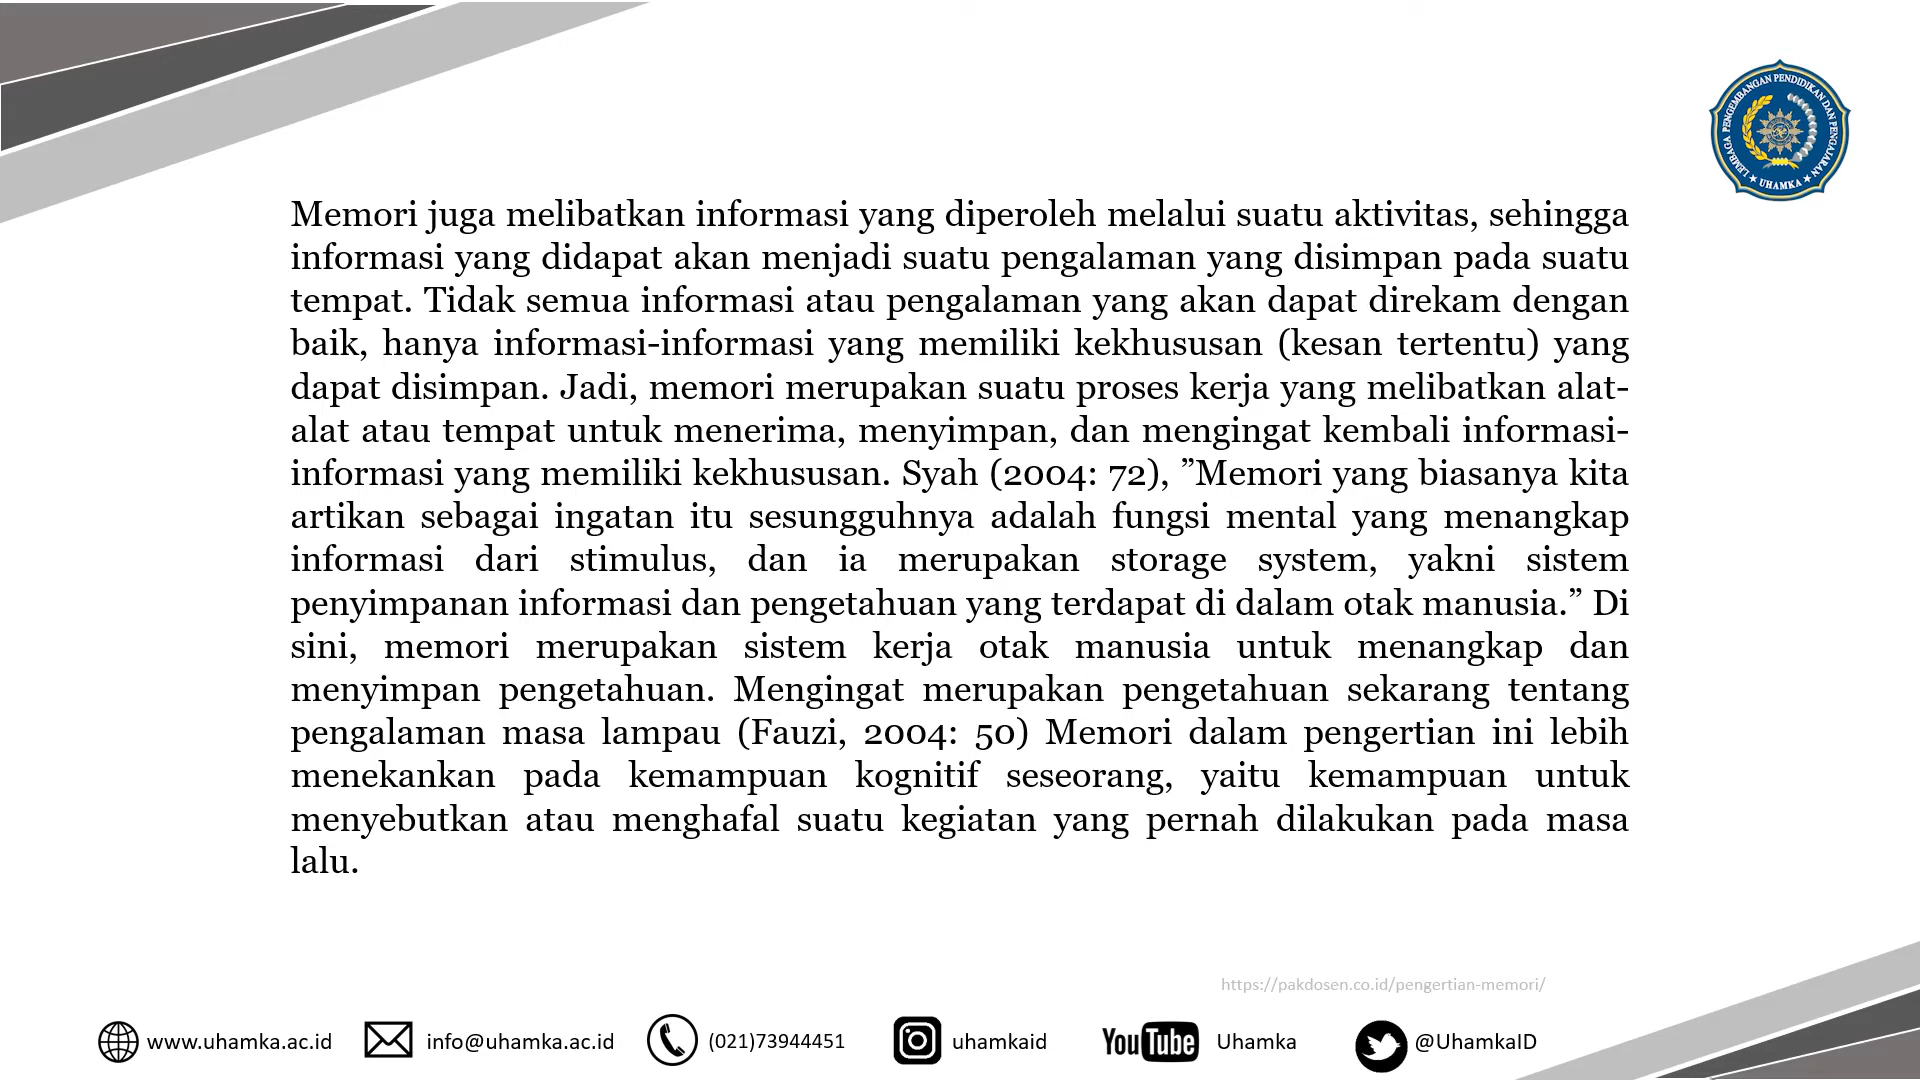 LEMBAGA PENGEMBANGAN PENDIDIKAN DAN PENGAJARAN
★ UHAMKA ★
Memori juga melibatkan informasi yang diperoleh melalui suatu aktivitas, sehingga
informasi yang didapat akan menjadi suatu pengalaman yang disimpan pada suatu
tempat. Tidak semua informasi atau pengalaman yang akan dapat direkam dengan
baik, hanya informasi-informasi yang memiliki kekhususan (kesan tertentu) yang
dapat disimpan. Jadi, memori merupakan suatu proses kerja yang melibatkan alat-
alat atau tempat untuk menerima, menyimpan, dan mengingat kembali informasi-
informasi yang memiliki kekhususan. Syah (2004: 72), ”Memori yang biasanya kita
artikan sebagai ingatan itu sesungguhnya adalah fungsi mental yang menangkap
informasi dari stimulus, dan ia merupakan storage system, yakni sistem
penyimpanan informasi dan pengetahuan yang terdapat di dalam otak manusia.” Di
sini, memori merupakan sistem kerja otak manusia untuk menangkap dan
menyimpan pengetahuan. Mengingat merupakan pengetahuan sekarang tentang
pengalaman masa lampau (Fauzi, 2004: 50) Memori dalam pengertian ini lebih
menekankan pada kemampuan kognitif seseorang, yaitu kemampuan untuk
menyebutkan atau menghafal suatu kegiatan yang pernah dilakukan pada masa
lalu.
https://pakdosen.co.id/pengertian-memori/
www.uhamka.ac.id info@uhamka.ac.id (021)73944451 uhamkaid YouTube Uhamka @UhamkaID